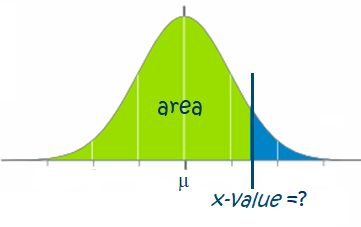 area
μ
x-value =?